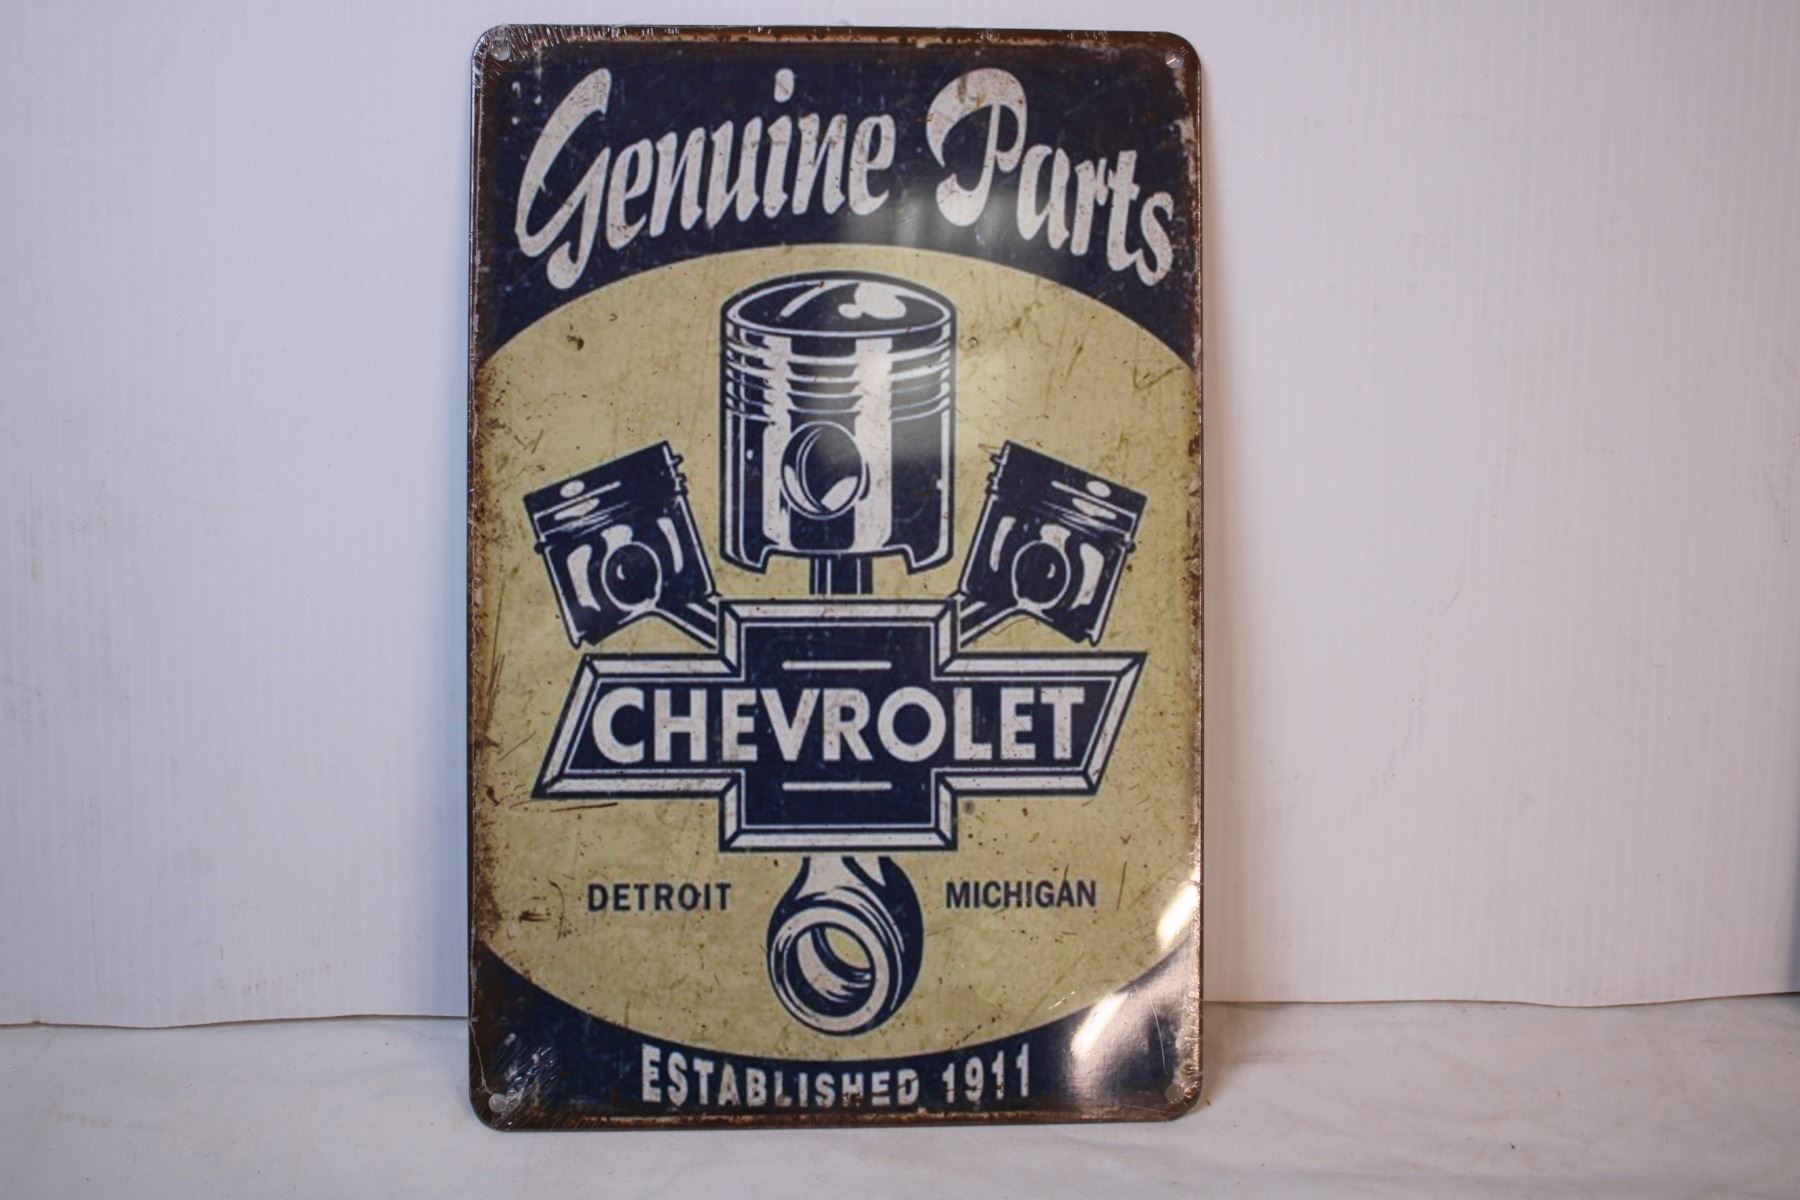 Genuine Parts
CHEVROLET
®
DETROIT MICHIGAN
ESTABLISHED 1911